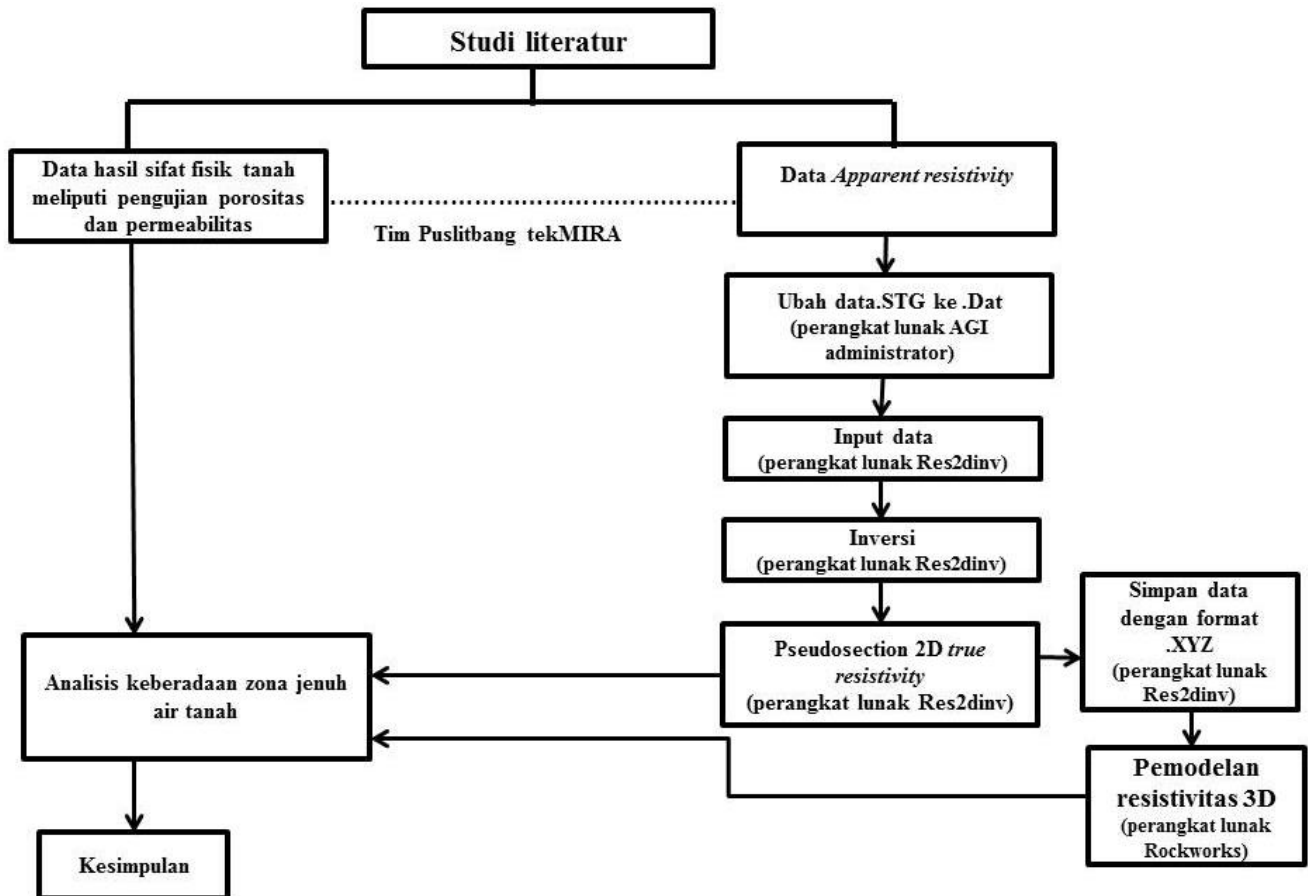 Studi literatur
Data hasil sifat fisik tanah
meliputi pengujian porositas
dan permeabilitas
Data Apparent resistivity
Tim Puslitbang tekMIRA
Ubah data.STG ke .Dat
(perangkat lunak AGI
administrator)
Input data
(perangkat lunak Res2dinv)
Inversi
(perangkat lunak Res2dinv)
Pseudosection 2D true
resistivity
(perangkat lunak Res2dinv)
Simpan data
dengan format
.XYZ
(perangkat lunak
Res2dinv)
Pemodelan
resistivitas 3D
(perangkat lunak
Rockworks)
Analisis keberadaan zona jenuh
air tanah
Kesimpulan